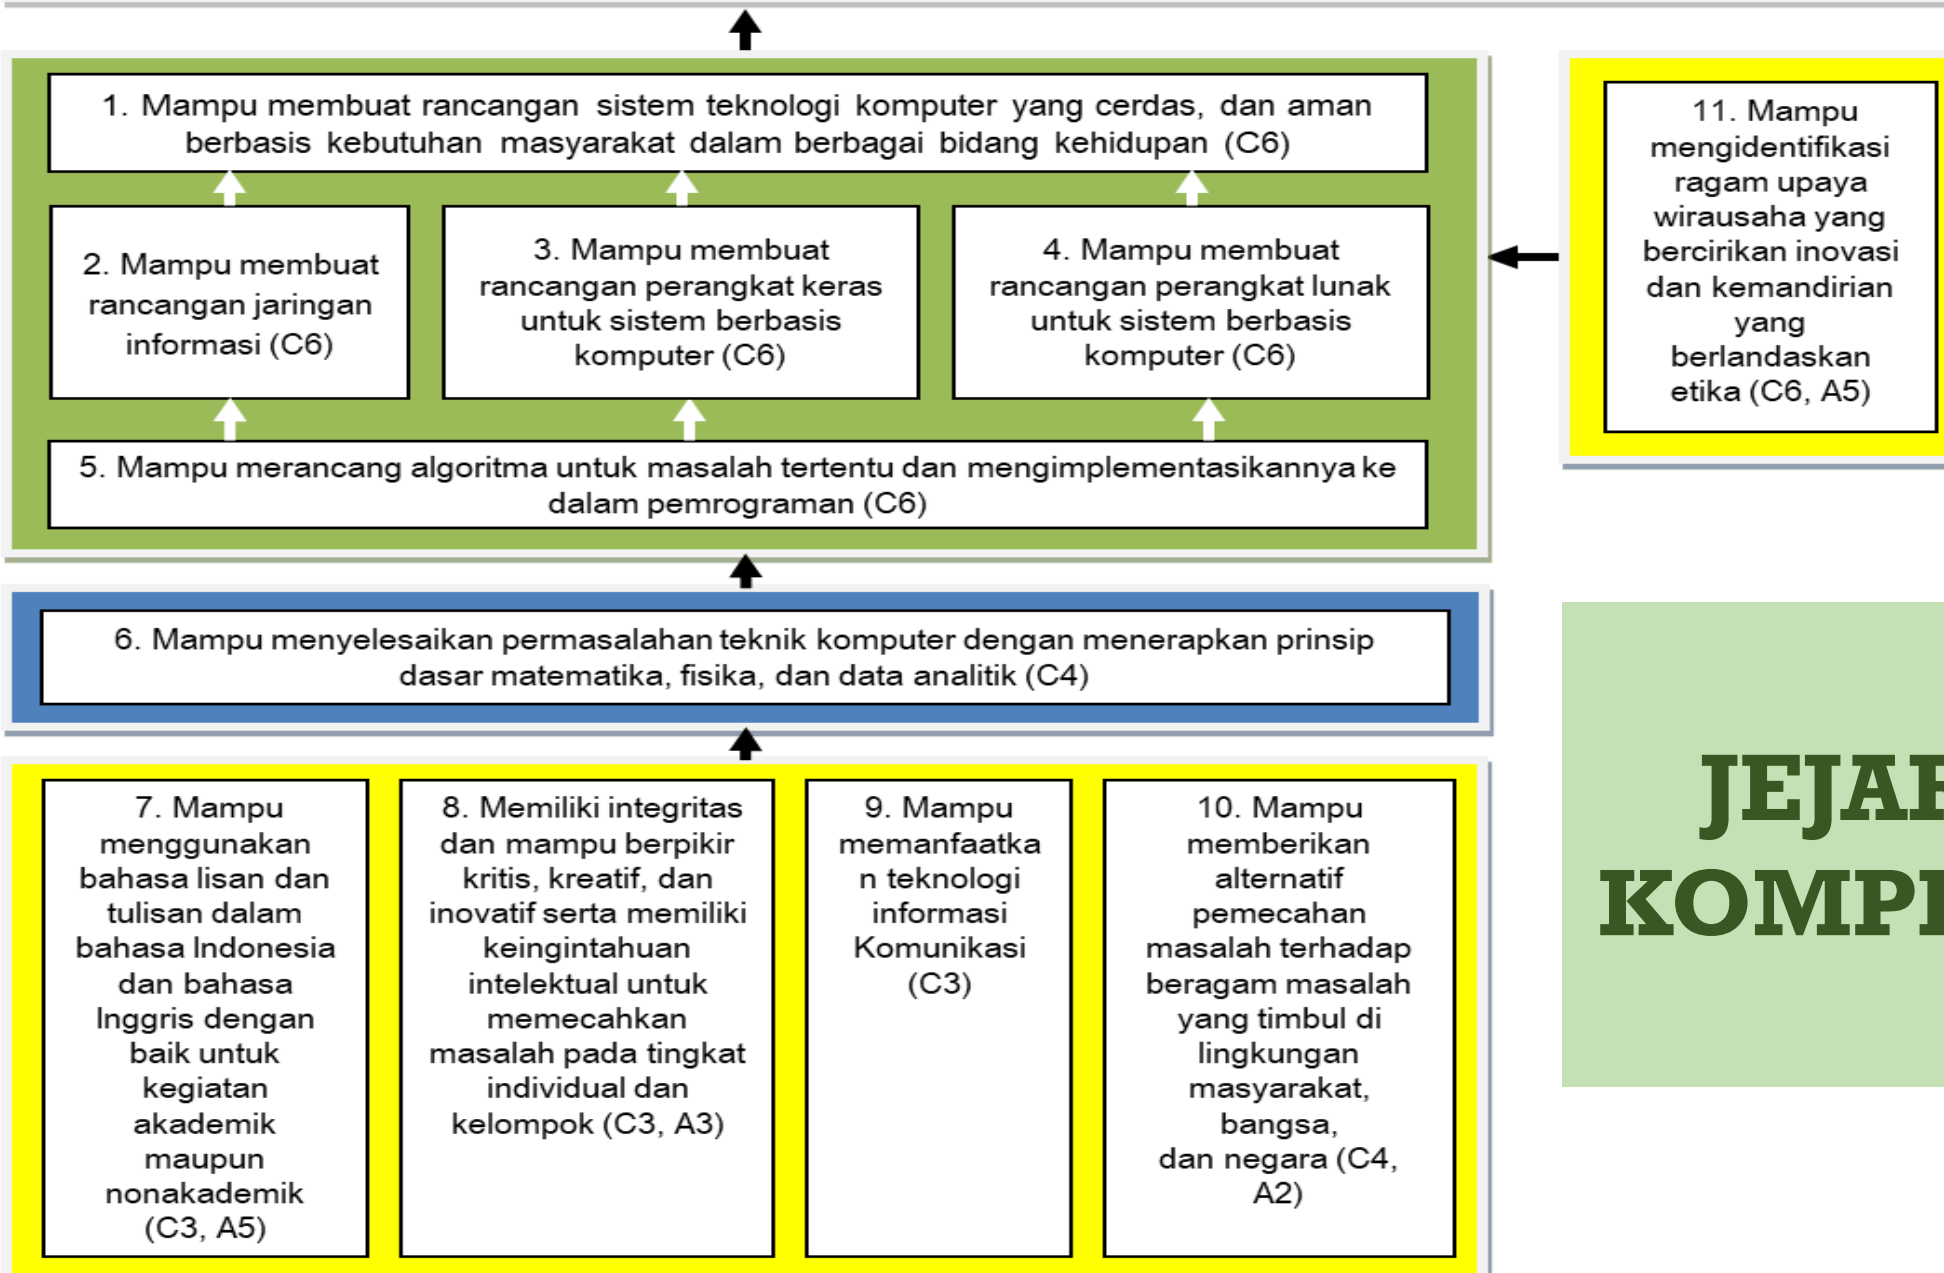 1. Mampu membuat rancangan sistem teknologi komputer yang cerdas, dan aman
berbasis kebutuhan masyarakat dalam berbagai bidang kehidupan (C6)
2. Mampu membuat
rancangan jaringan
informasi (C6)
3. Mampu membuat
rancangan perangkat keras
untuk sistem berbasis
komputer (C6)
4. Mampu membuat
rancangan perangkat lunak
untuk sistem berbasis
komputer (C6)
5. Mampu merancang algoritma untuk masalah tertentu dan mengimplementasikannya ke
dalam pemrograman (C6)
11. Mampu
mengidentifikasi
ragam upaya
wirausaha yang
bercirikan inovasi
dan kemandirian
yang
berlandaskan
etika (C6, A5)
6. Mampu menyelesaikan permasalahan teknik komputer dengan menerapkan prinsip
dasar matematika, fisika, dan data analitik (C4)
7. Mampu
menggunakan
bahasa lisan dan
tulisan dalam
bahasa Indonesia
dan bahasa
Inggris dengan
baik untuk
kegiatan
akademik
maupun
nonakademik
(C3, A5)
8. Memiliki integritas
dan mampu berpikir
kritis, kreatif, dan
inovatif serta memiliki
keingintahuan
intelektual untuk
memecahkan
masalah pada tingkat
individual dan
kelompok (C3, A3)
9. Mampu
memanfaatka
n teknologi
informasi
Komunikasi
(C3)
10. Mampu
memberikan
alternatif
pemecahan
masalah terhadap
beragam masalah
yang timbul di
lingkungan
masyarakat,
bangsa,
dan negara (C4,
A2)